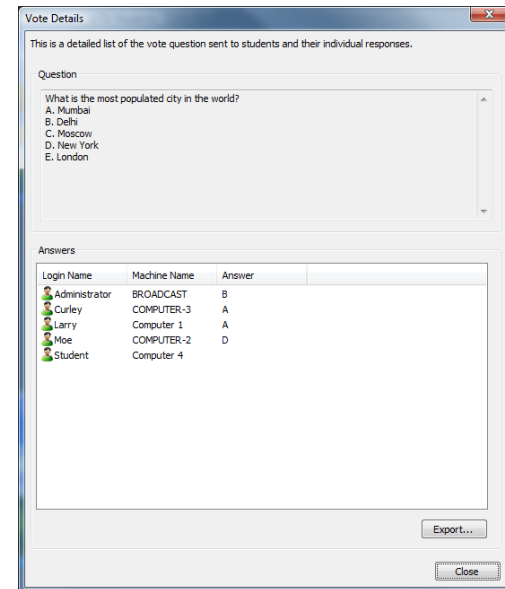 Vote Details
This is a detailed list of the vote question sent to students and their individual responses.
Question
What is the most populated city in the world?
A. Mumbai
B. Delhi
C. Moscow
D. New York
E. London
Answers
Login Name Machine Name Answer
Administrator BROADCAST B
Curley COMPUTER-3 A
Larry Computer 1 A
Moe COMPUTER-2 D
Student Computer 4
Export...
Close